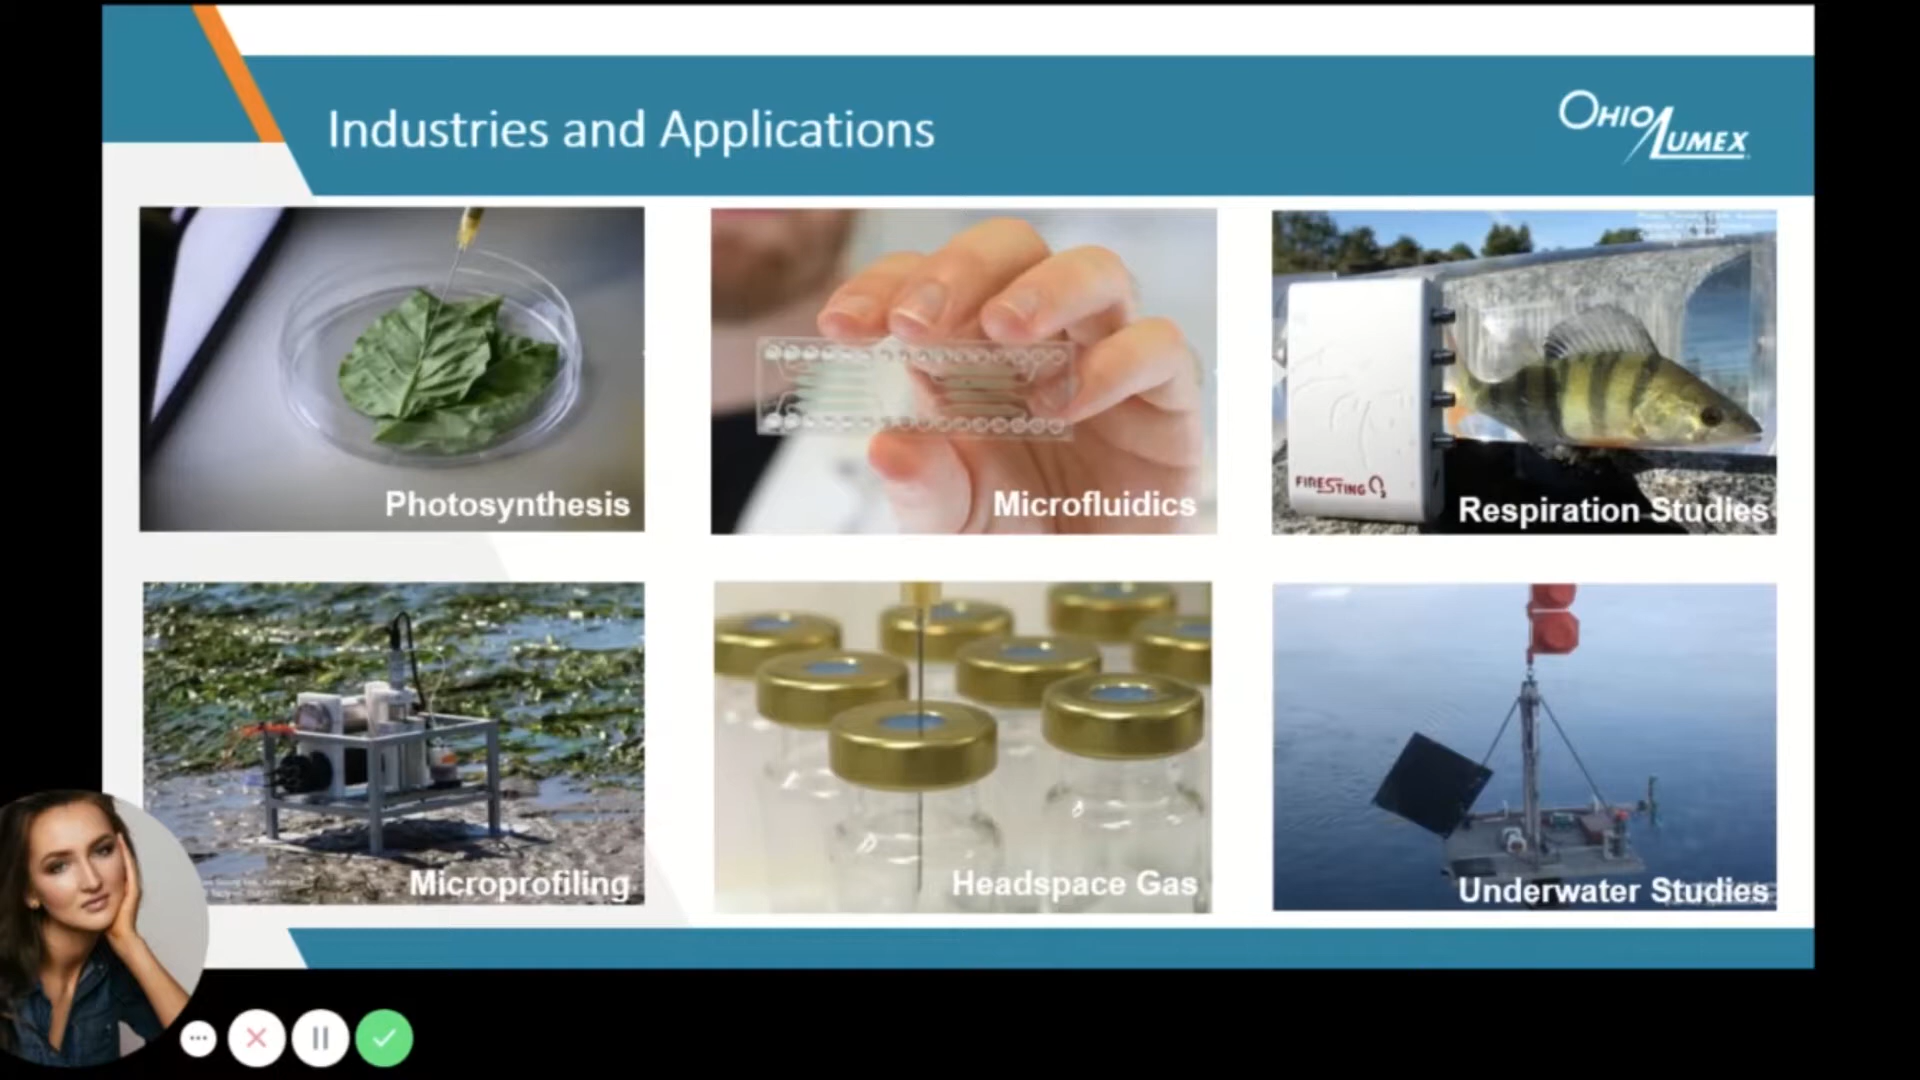 Industries and Applications
OHIO LUMEX
Photosynthesis
Microfluidics
FIRESTING O2
Respiration Studies
Microprofiling
Headspace Gas
Underwater Studies